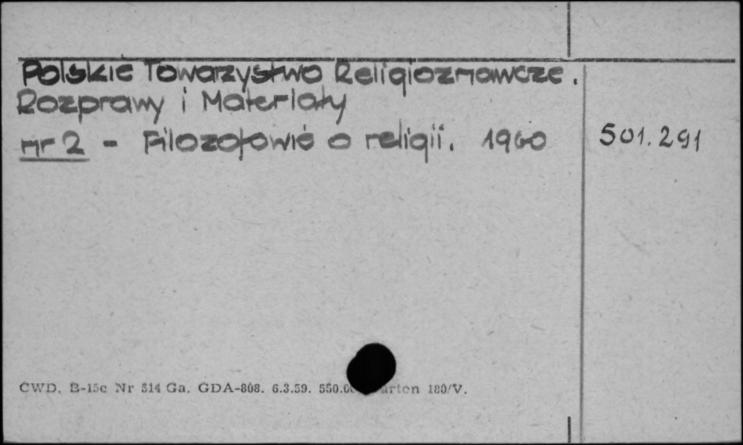 Polskie Towarzystwo Religioznawcze.
Rozprawy i Materiały
nr 2 - Filozofowie o religii. 1960
501.291
CWD. B-15c Nr 514 Ga. GDA-808. 6.3.59. 550.0 arton 180/V.